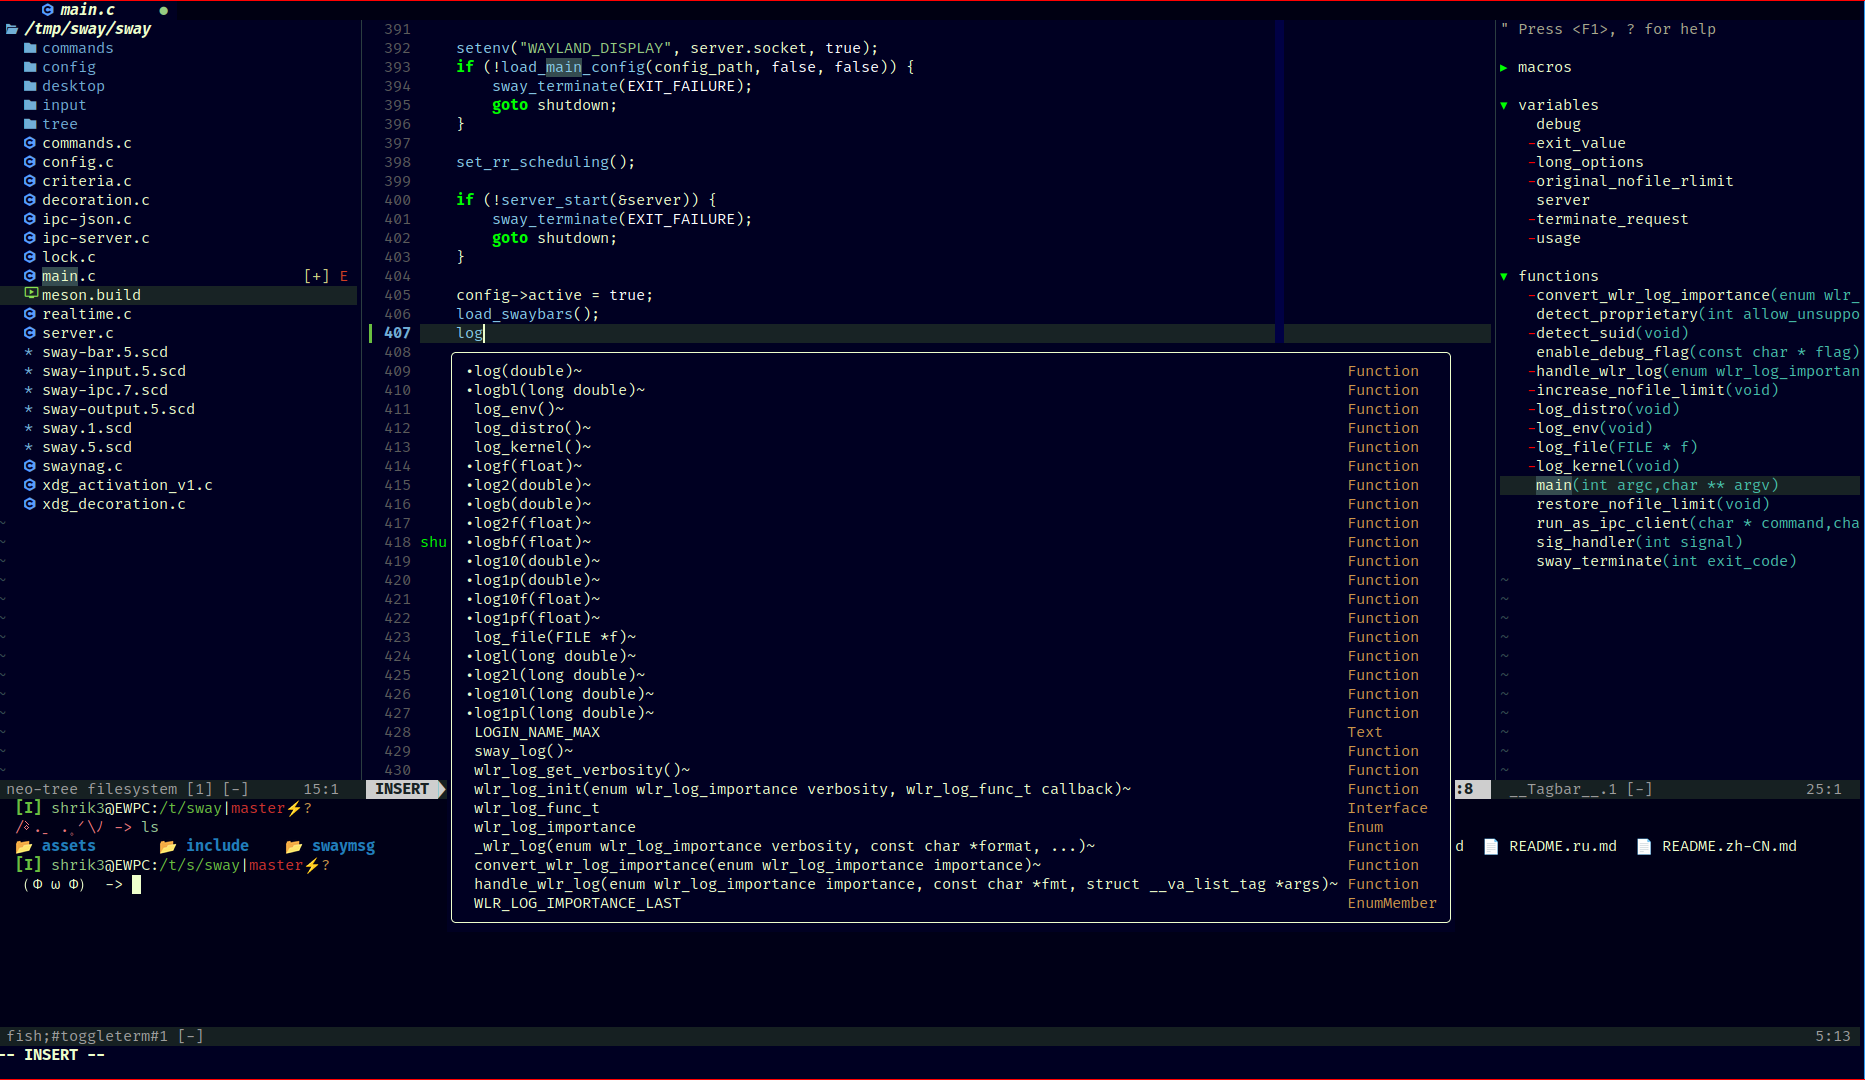 main.c
/tmp/sway/sway
commands
config
desktop
input
tree
commands.c
config.c
criteria.c
decoration.c
ipc-json.c
ipc-server.c
lock.c
main.c [+] E
meson.build
realtime.c
server.c
* sway-bar.5.scd
* sway-input.5.scd
* sway-ipc.7.scd
* sway-output.5.scd
* sway.1.scd
* sway.5.scd
swaynag.c
xdg_activation_v1.c
xdg_decoration.c
neo-tree filesystem [1] [-] 15:1
391
392 setenv("WAYLAND_DISPLAY", server.socket, true);
393 if (!load_main_config(config_path, false, false)) {
394 sway_terminate(EXIT_FAILURE);
395 goto shutdown;
396 }
397
398 set_rr_scheduling();
399
400 if (!server_start(&server)) {
401 sway_terminate(EXIT_FAILURE);
402 goto shutdown;
403 }
404
405 config->active = true;
406 load_swaybars();
407 log
408
409
410
411
412
413
414
415
416
417
418 shu
419
420
421
422
423
424
425
426
427
428
429
430
•log(double)~ Function
•logbl(long double)~ Function
log_env()~ Function
log_distro()~ Function
log_kernel()~ Function
•logf(float)~ Function
•log2(double)~ Function
•logb(double)~ Function
•log2f(float)~ Function
•logbf(float)~ Function
•log10(double)~ Function
•log1p(double)~ Function
•log10f(float)~ Function
•log1pf(float)~ Function
log_file(FILE *f)~ Function
•logl(long double)~ Function
•log2l(long double)~ Function
•log10l(long double)~ Function
•log1pl(long double)~ Function
LOGIN_NAME_MAX Text
sway_log()~ Function
wlr_log_get_verbosity()~ Function
wlr_log_init(enum wlr_log_importance verbosity, wlr_log_func_t callback)~ Function
wlr_log_func_t Interface
wlr_log_importance Enum
_wlr_log(enum wlr_log_importance verbosity, const char *format, ...)~ Function
convert_wlr_log_importance(enum wlr_log_importance importance)~ Function
handle_wlr_log(enum wlr_log_importance importance, const char *fmt, struct __va_list_tag *args)~ Function
WLR_LOG_IMPORTANCE_LAST EnumMember
INSERT :8
" Press <F1>, ? for help
▸ macros
▾ variables
debug
-exit_value
-long_options
-original_nofile_rlimit
server
-terminate_request
-usage
▾ functions
-convert_wlr_log_importance(enum wlr_
detect_proprietary(int allow_unsuppo
-detect_suid(void)
enable_debug_flag(const char * flag)
-handle_wlr_log(enum wlr_log_importan
-increase_nofile_limit(void)
-log_distro(void)
-log_env(void)
-log_file(FILE * f)
-log_kernel(void)
main(int argc,char ** argv)
restore_nofile_limit(void)
run_as_ipc_client(char * command,cha
sig_handler(int signal)
sway_terminate(int exit_code)
__Tagbar__.1 [-] 25:1
[I] shrik3@EWPC:/t/sway|master⚡?
-> ls
assets include swaymsg d README.ru.md README.zh-CN.md
[I] shrik3@EWPC:/t/s/sway|master⚡?
(Φ ω Φ) ->
fish;#toggleterm#1 [-] 5:13
-- INSERT --